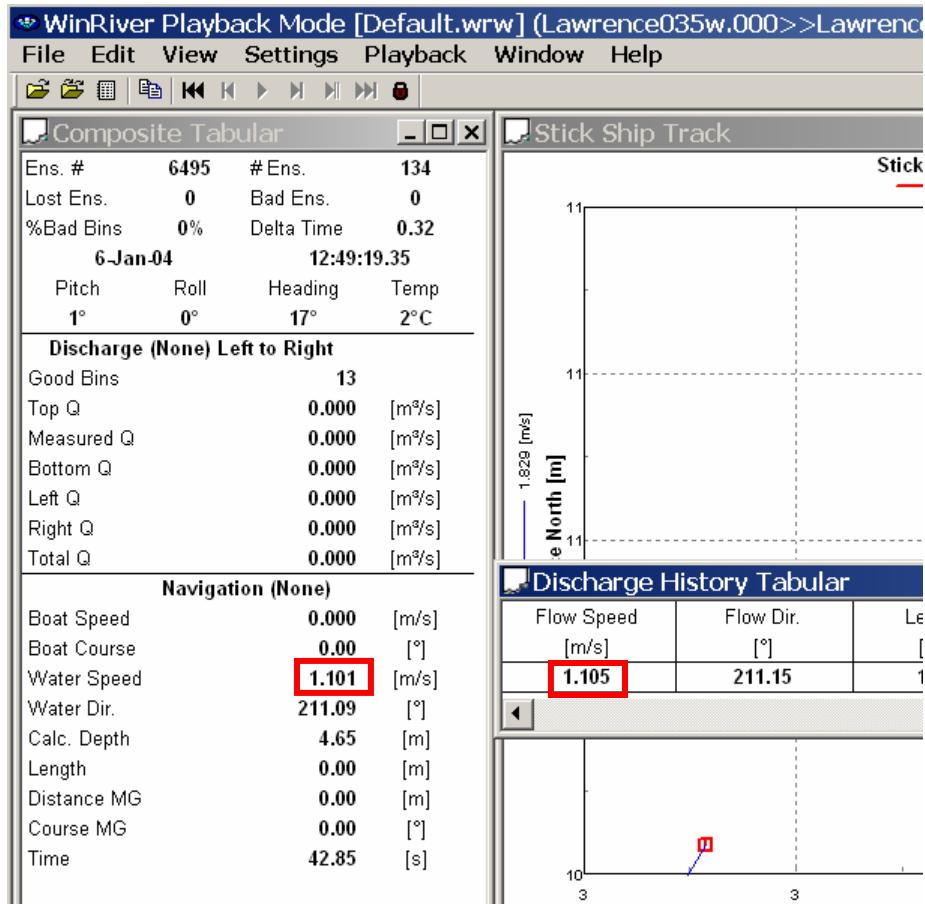 WinRiver Playback Mode [Default.wrw] (Lawrence035w.000>>Lawrence
File Edit View Settings Playback Window Help
Composite Tabular
Ens. # 6495 # Ens. 134
Lost Ens. 0 Bad Ens. 0
%Bad Bins 0% Delta Time 0.32
6-Jan-04 12:49:19.35
Pitch Roll Heading Temp
1° 0° 17° 2°C
Discharge (None) Left to Right
Good Bins 13
Top Q 0.000 [m³/s]
Measured Q 0.000 [m³/s]
Bottom Q 0.000 [m³/s]
Left Q 0.000 [m³/s]
Right Q 0.000 [m³/s]
Total Q 0.000 [m³/s]
Navigation (None)
Boat Speed 0.000 [m/s]
Boat Course 0.00 [°]
Water Speed 1.101 [m/s]
Water Dir. 211.09 [°]
Calc. Depth 4.65 [m]
Length 0.00 [m]
Distance MG 0.00 [m]
Course MG 0.00 [°]
Time 42.85 [s]
Stick Ship Track
Stick
11
11
11
1.829 [m/s]
e North [m]
Discharge History Tabular
Flow Speed Flow Dir. Le
[m/s] [°] [
1.105 211.15 1
10
3 3